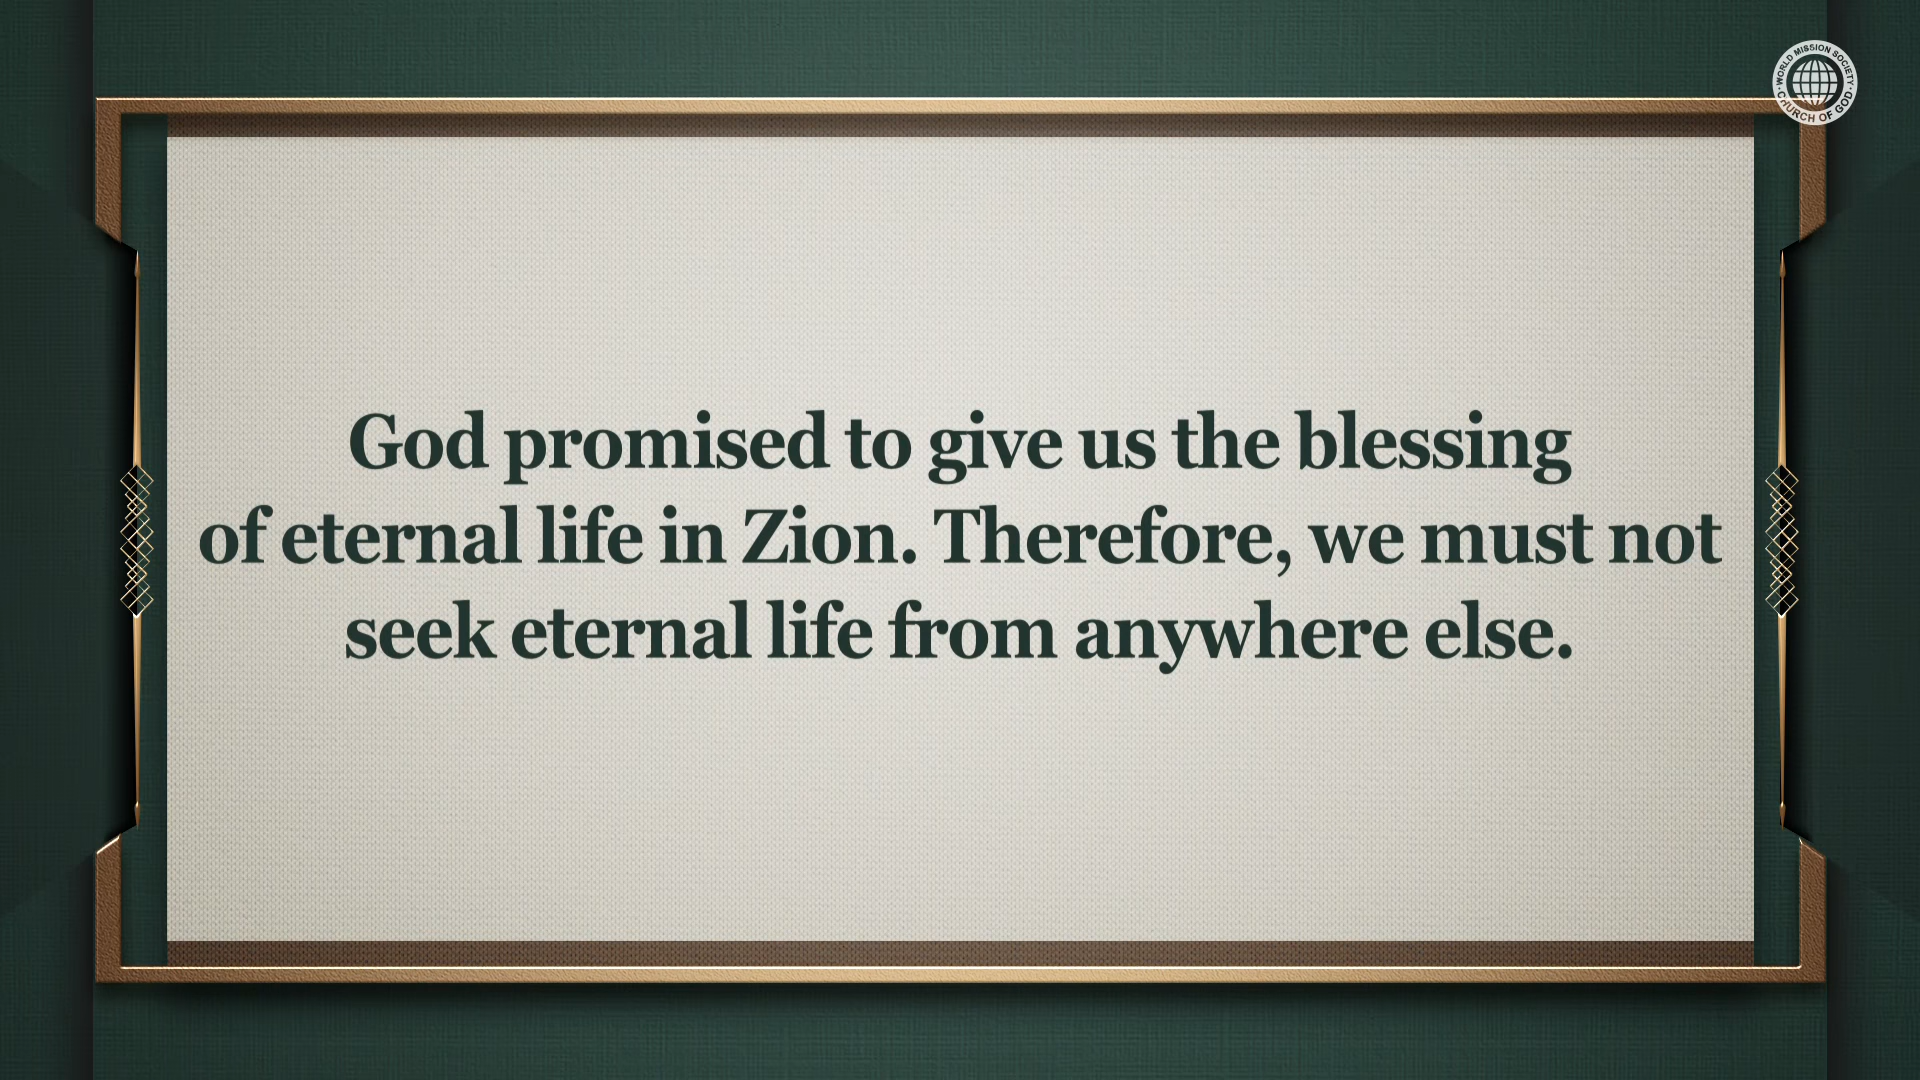 WORLD MISSION SOCIETY
CHURCH OF GOD
God promised to give us the blessing
of eternal life in Zion. Therefore, we must not
seek eternal life from anywhere else.